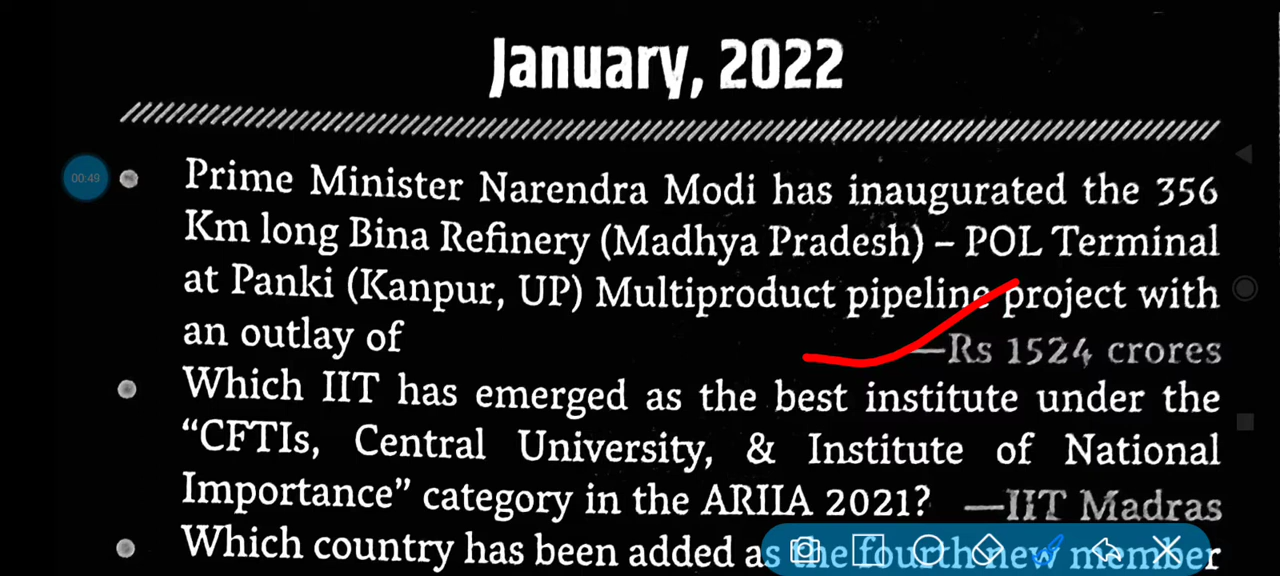 January, 2022
00:49
Prime Minister Narendra Modi has inaugurated the 356
Km long Bina Refinery (Madhya Pradesh) – POL Terminal
at Panki (Kanpur, UP) Multiproduct pipeline project with
an outlay of —Rs 1524 crores
Which IIT has emerged as the best institute under the
“CFTIs, Central University, & Institute of National
Importance” category in the ARIIA 2021? —IIT Madras
Which country has been added as the fourth new member